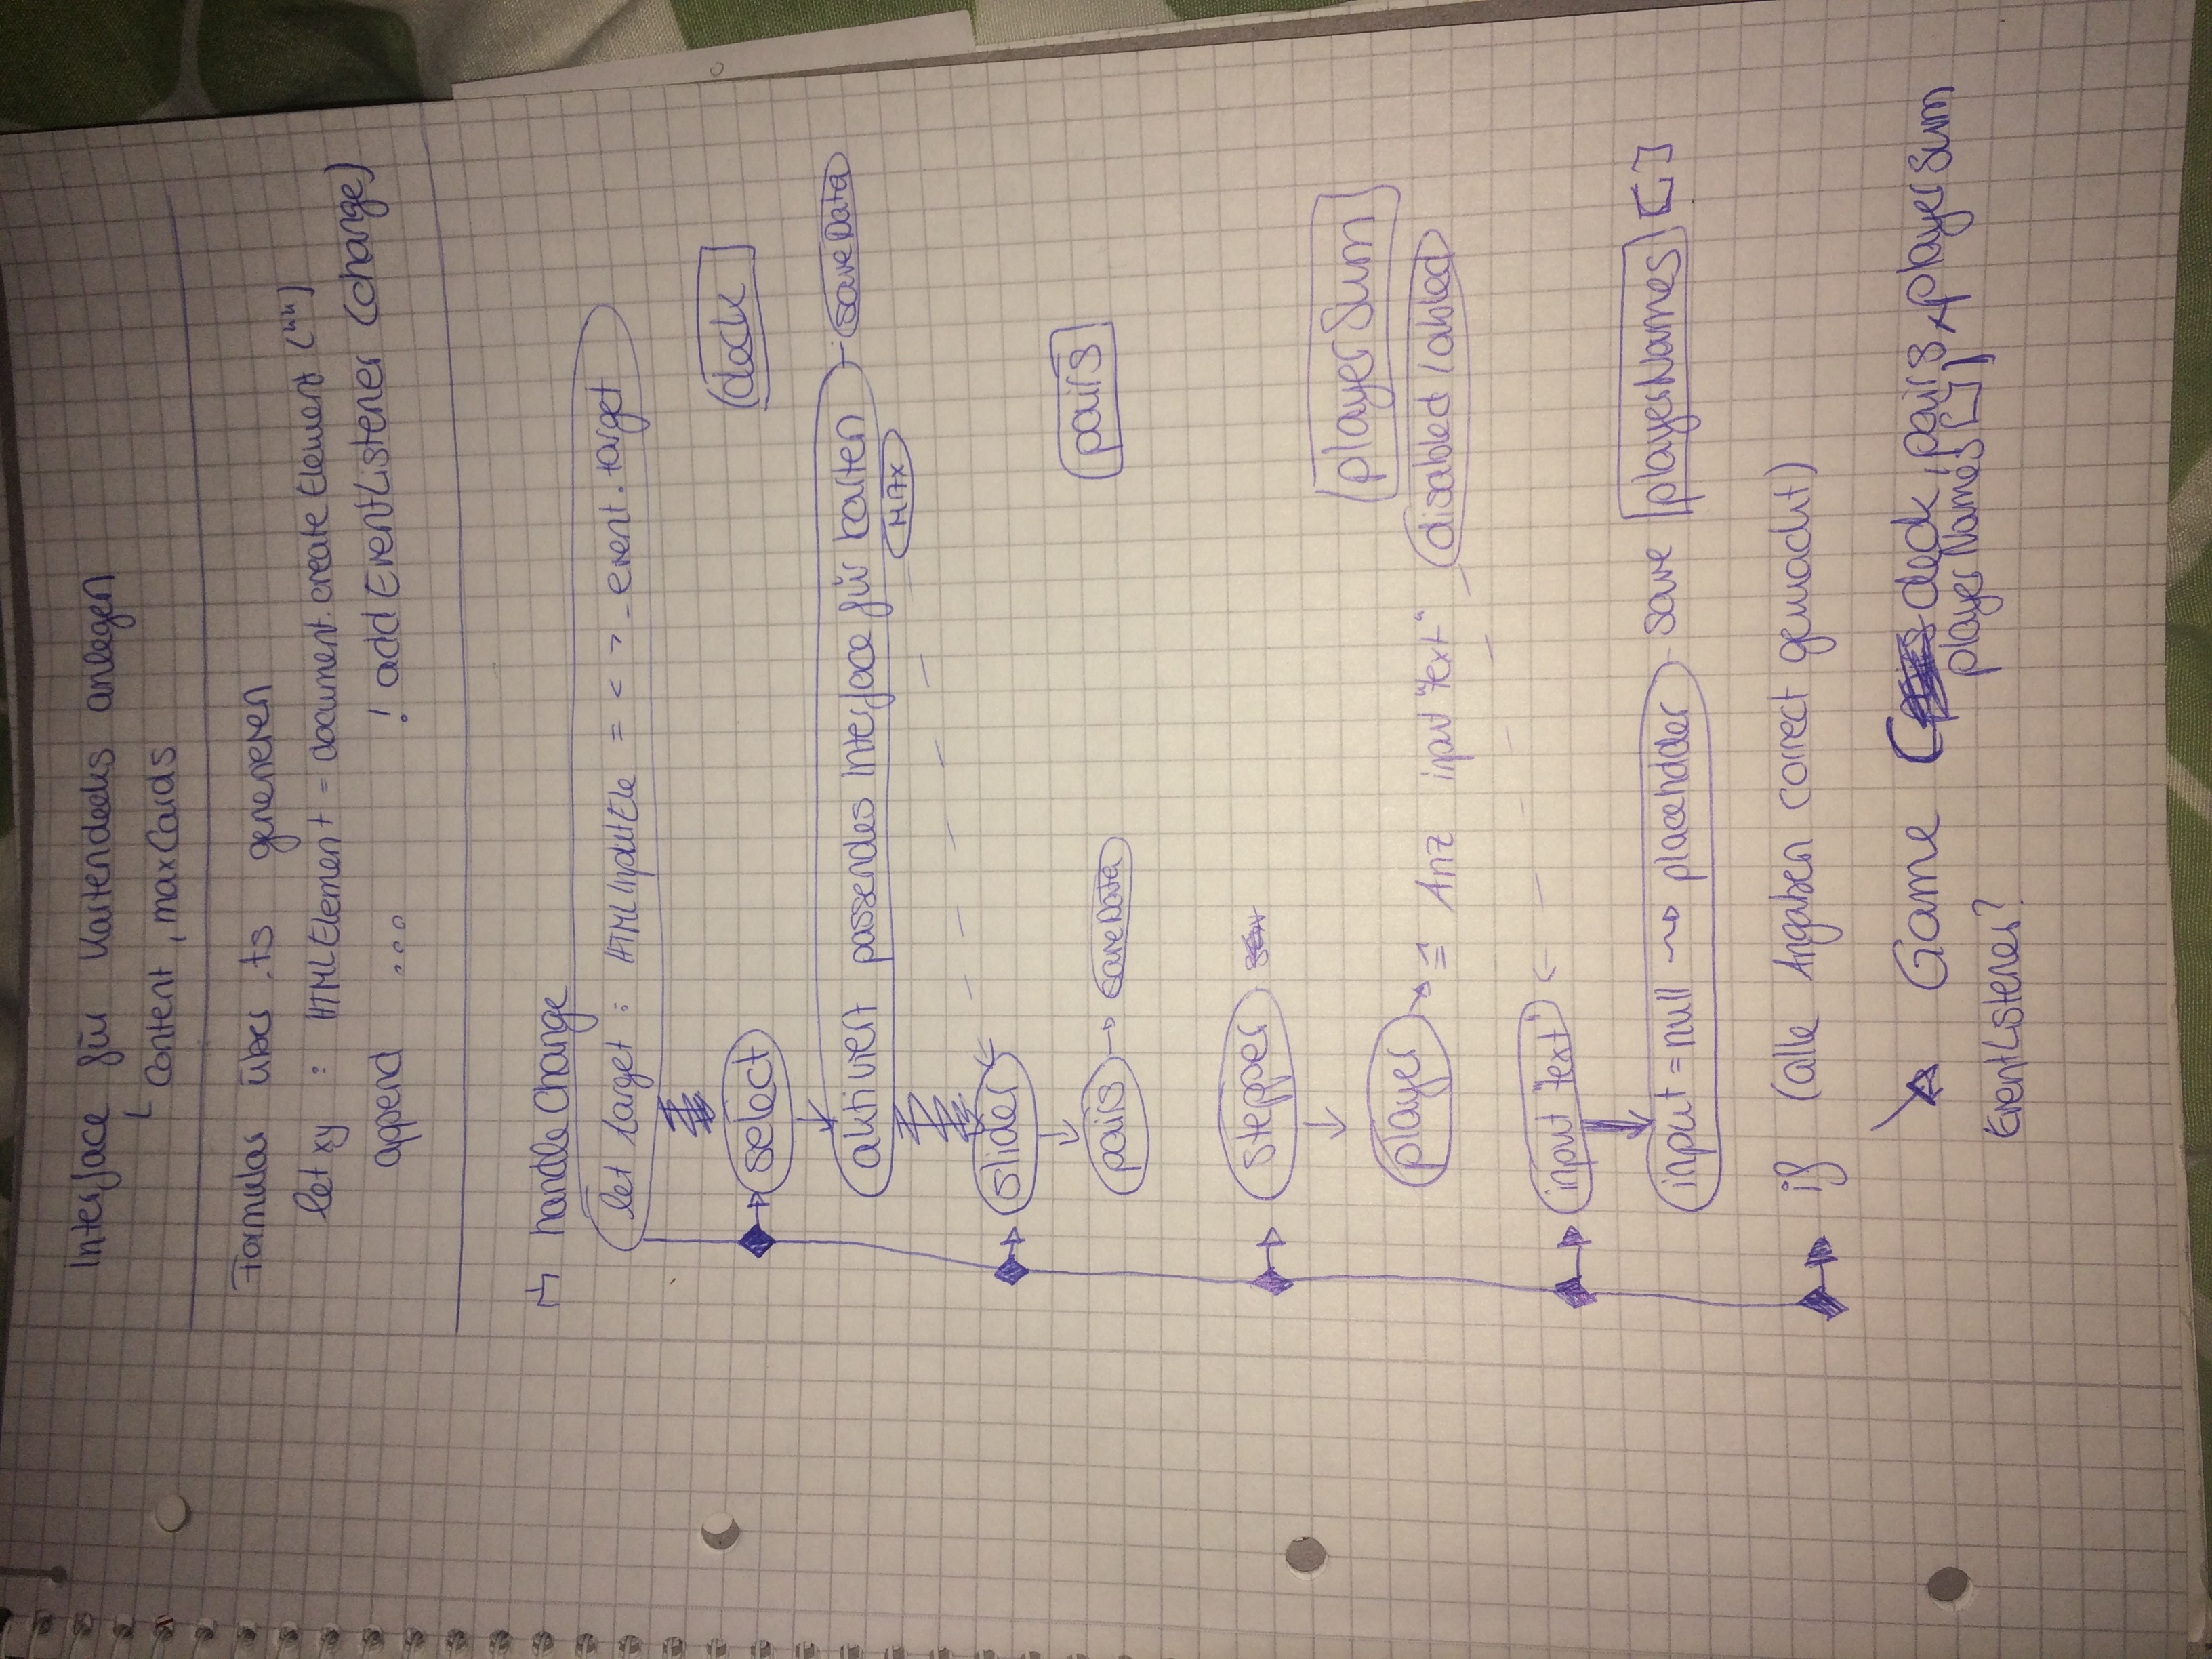 Interface für Kartendecks anlegen
Content, maxCards
Formular über .ts generieren
let xy : HTMLElement = document.createElement ("")
append ... ! addEventListener (change)
handleChange
let target : HTMLInputEle = < > _event.target
select
deck
aktiviert passendes Interface für Karten saveData
MAX
slider
pairs
pairs saveData
stepper
playerSum
player Anz input "text" disabled / abled
input "text"
input = null placeholder save playerNames []
if (alle Angaben correct gemacht)
Game ( deck, pairs, playerSum
playerNames[])
EventListener?